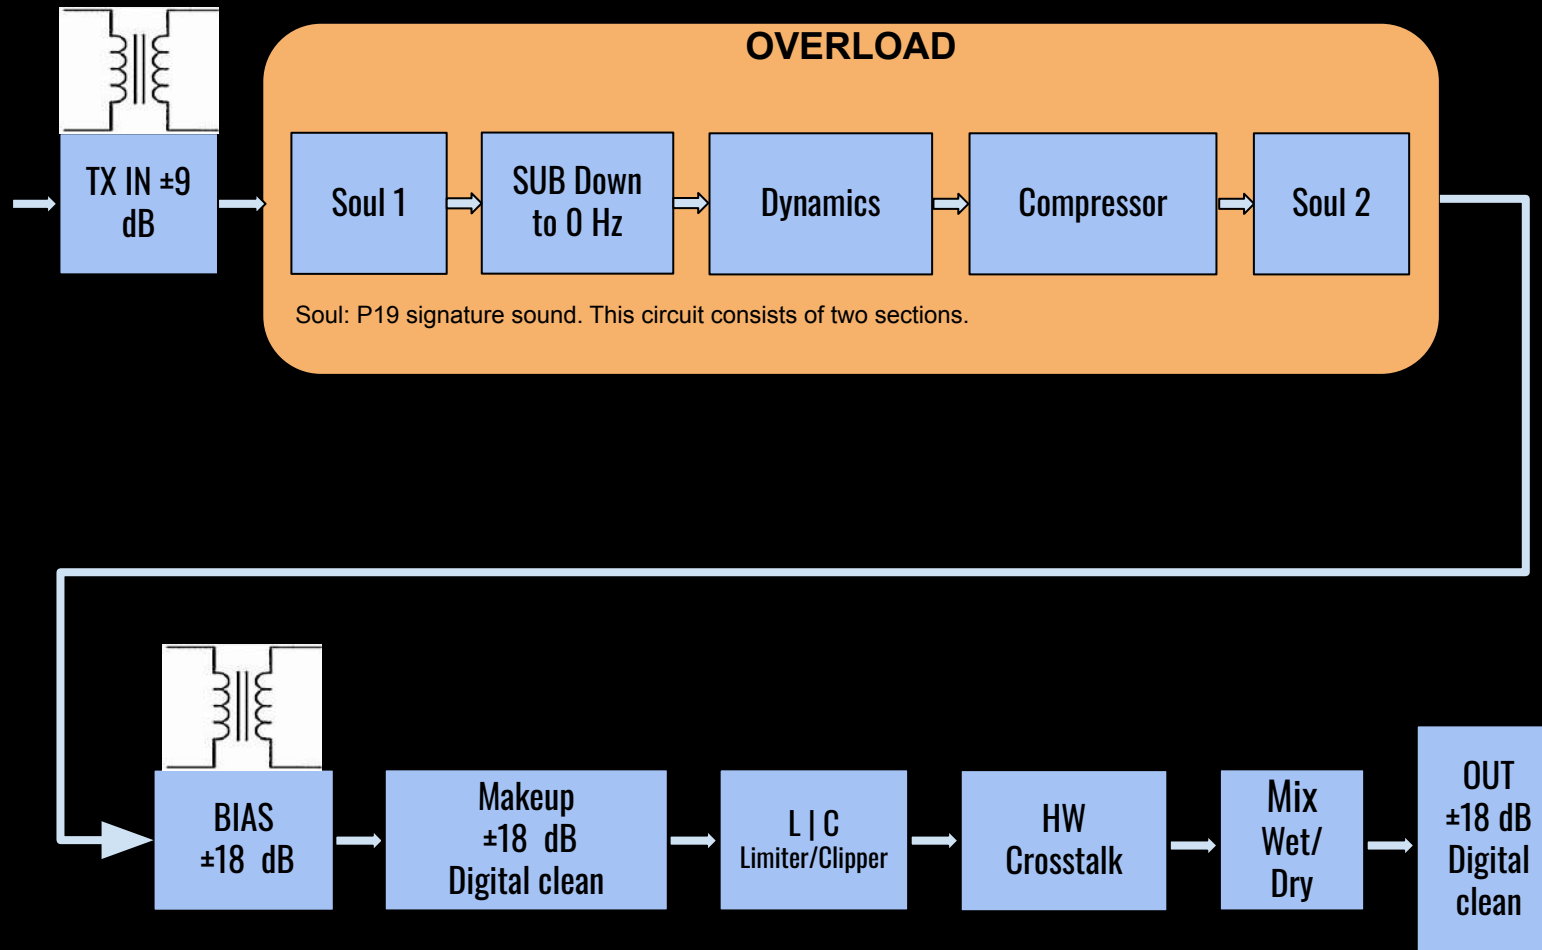 OVERLOAD
TX IN ±9
dB
Soul 1
SUB Down
to 0 Hz
Dynamics
Compressor
Soul 2
Soul: P19 signature sound. This circuit consists of two sections.
BIAS
±18 dB
Makeup
±18 dB
Digital clean
L | C
Limiter/Clipper
HW
Crosstalk
Mix
Wet/
Dry
OUT
±18 dB
Digital
clean